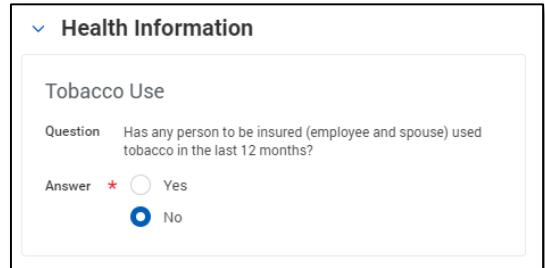 Health Information
Tobacco Use
Question Has any person to be insured (employee and spouse) used
tobacco in the last 12 months?
Answer * Yes
No